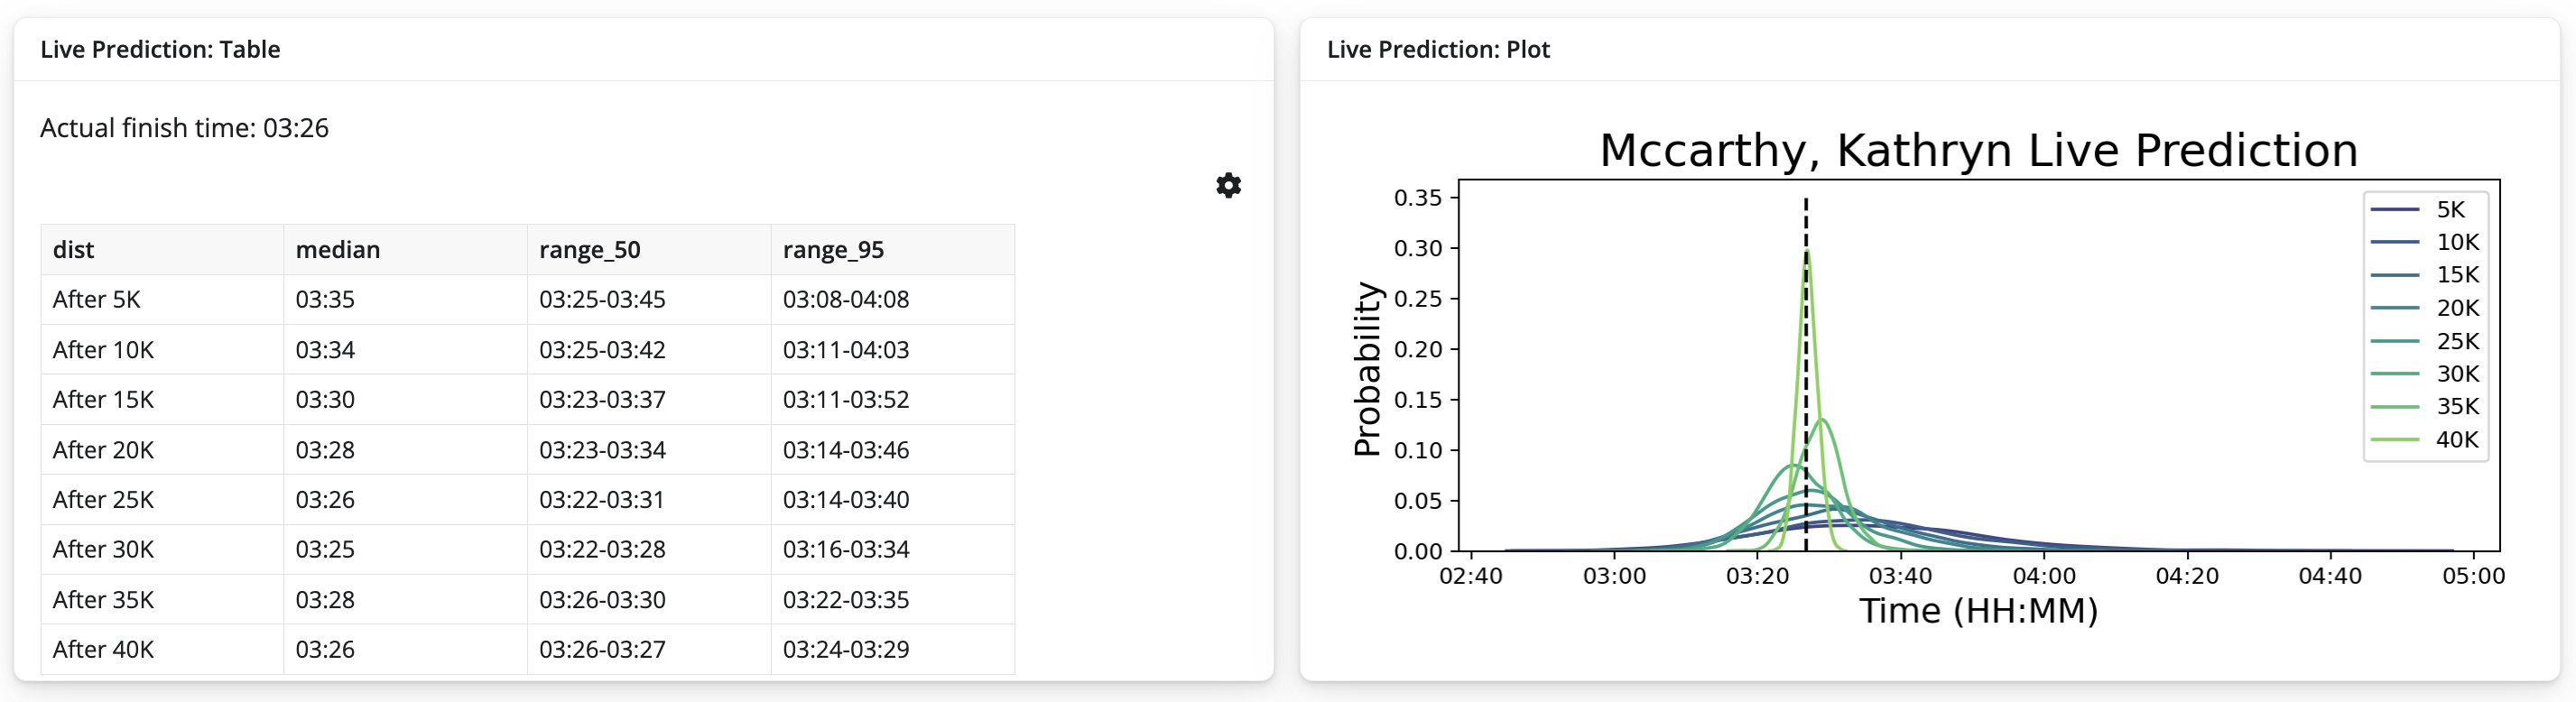 Live Prediction: Table
Actual finish time: 03:26
dist median range_50 range_95
After 5K 03:35 03:25-03:45 03:08-04:08
After 10K 03:34 03:25-03:42 03:11-04:03
After 15K 03:30 03:23-03:37 03:11-03:52
After 20K 03:28 03:23-03:34 03:14-03:46
After 25K 03:26 03:22-03:31 03:14-03:40
After 30K 03:25 03:22-03:28 03:16-03:34
After 35K 03:28 03:26-03:30 03:22-03:35
After 40K 03:26 03:26-03:27 03:24-03:29
Live Prediction: Plot
Mccarthy, Kathryn Live Prediction
Probability
0.35
0.30
0.25
0.20
0.15
0.10
0.05
0.00
5K
10K
15K
20K
25K
30K
35K
40K
02:40 03:00 03:20 03:40 04:00 04:20 04:40 05:00
Time (HH:MM)